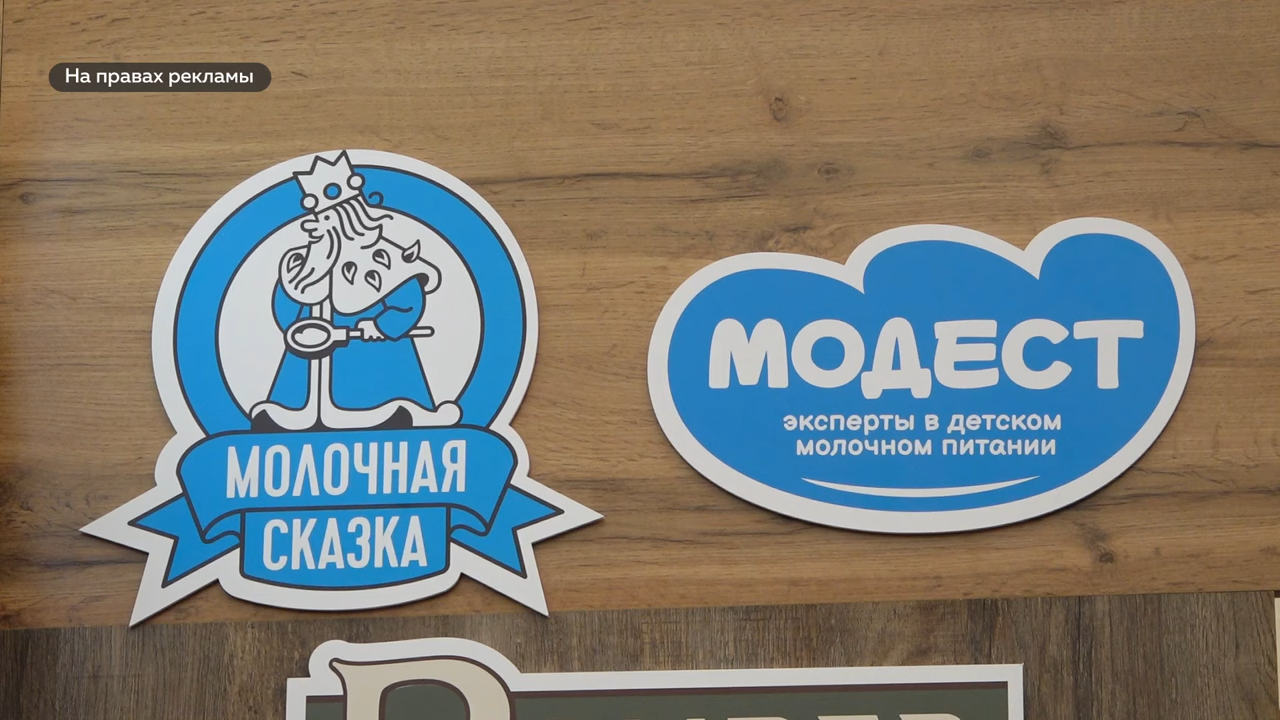 На правах рекламы
МОЛОЧНАЯ
СКАЗКА
МОДЕСТ
эксперты в детском
молочном питании